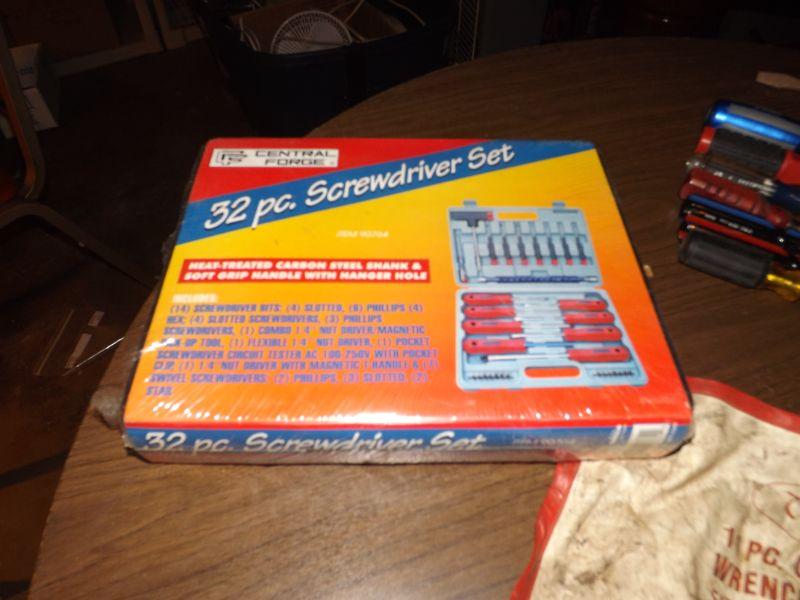 CENTRAL
FORGE
32 pc. Screwdriver Set
ITEM 90764
HEAT-TREATED CARBON STEEL SHANK &
SOFT GRIP HANDLE WITH HANGER HOLE
INCLUDES:
(14) SCREWDRIVER BITS: (4) SLOTTED, (6) PHILLIPS (4)
HEX; (4) SLOTTED SCREWDRIVERS, (3) PHILLIPS
SCREWDRIVERS, (1) COMBO 1/4" NUT DRIVER/MAGNETIC
PICK-UP TOOL, (1) FLEXIBLE 1/4" NUT DRIVER, (1) POCKET
SCREWDRIVER CIRCUIT TESTER AC 100-250V WITH POCKET
CLIP, (1) 1/4" NUT DRIVER WITH MAGNETIC T-HANDLE & (7)
SWIVEL SCREWDRIVERS: (2) PHILLIPS, (3) SLOTTED, (2)
STAR
32 pc. Screwdriver Set
PC.
WRENC